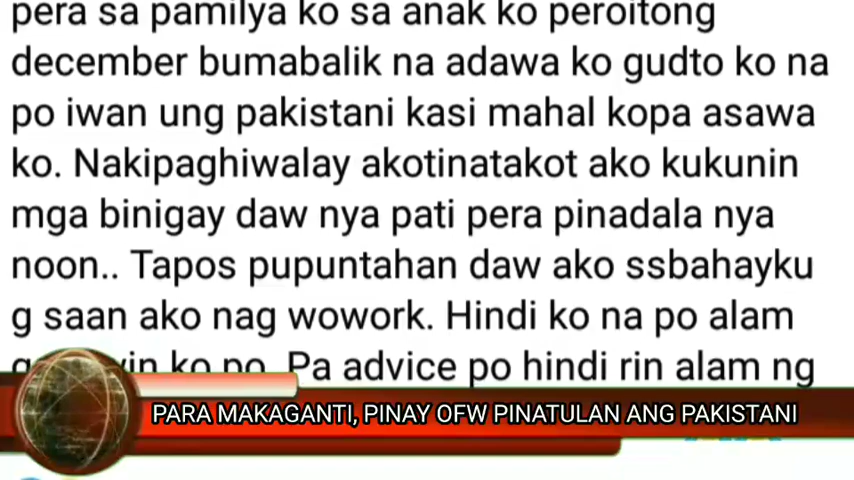 pera sa pamilya ko sa anak ko peroitong
december bumabalik na adawa ko gudto ko na
po iwan ung pakistani kasi mahal kopa asawa
ko. Nakipaghiwalay akotinatakot ako kukunin
mga binigay daw nya pati pera pinadala nya
noon.. Tapos pupuntahan daw ako ssbahayku
g saan ako nag wowork. Hindi ko na po alam
ko po. Pa advice po hindi rin alam ng
PARA MAKAGANTI, PINAY OFW PINATULAN ANG PAKISTANI